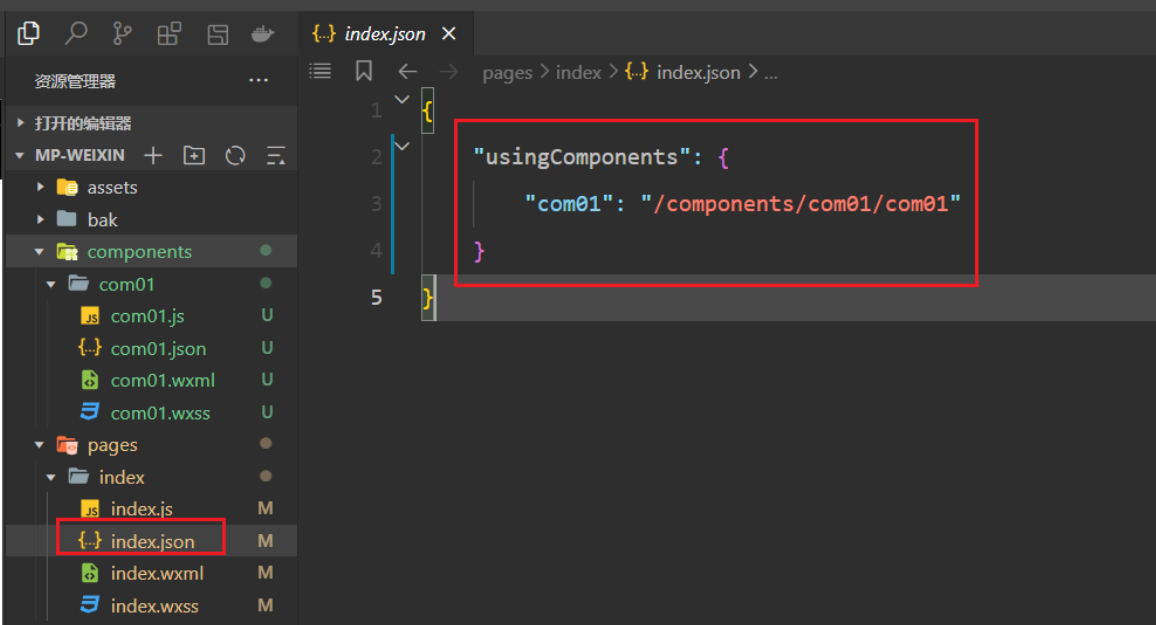 index.json
资源管理器 ...
pages > index > {..} index.json > ...
打开的编辑器
MP-WEIXIN
assets
bak
components
com01
com01.js U
com01.json U
com01.wxml U
com01.wxss U
pages
index
index.js M
index.json M
index.wxml M
index.wxss M
1 {
2 "usingComponents": {
3 "com01": "/components/com01/com01"
4 }
5 }